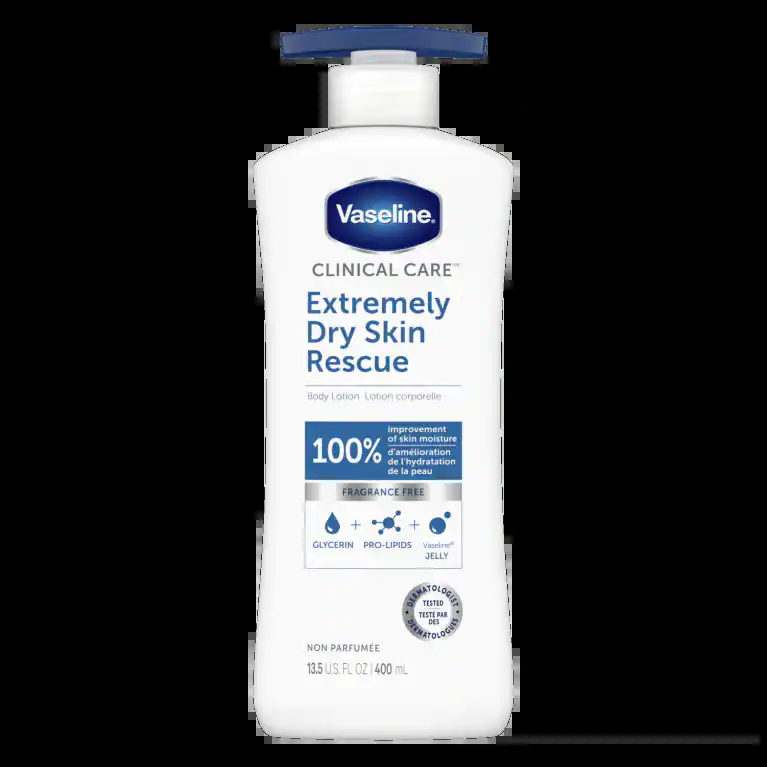 Vaseline®
CLINICAL CARE™
Extremely
Dry Skin
Rescue
Body Lotion Lotion corporelle
100%
improvement
of skin moisture
d'amélioration
de l'hydratation
de la peau
FRAGRANCE FREE
GLYCERIN + PRO-LIPIDS + Vaseline®
JELLY
DERMATOLOGIST
TESTED
TESTÉ PAR
DES
DERMATOLOGUES
NON PARFUMÉE
13.5 U.S. FL OZ | 400 mL